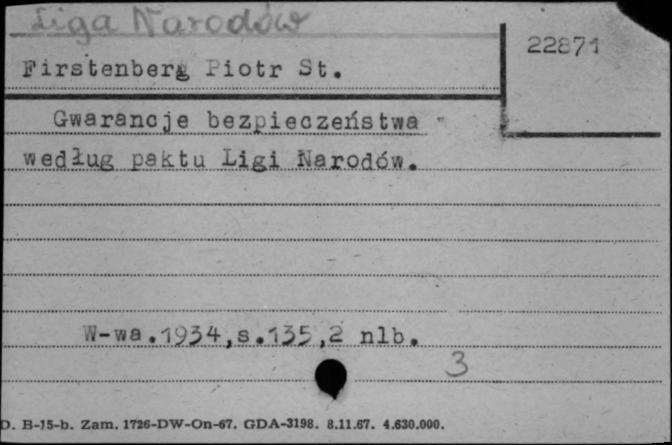 Liga Narodów
22871
Firstenberg Piotr St.
Gwarancje bezpieczeństwa
według paktu Ligi Narodów.
W-wa.1934,s.135,2 nlb.
3
D. B-15-b. Zam. 1726-DW-On-67. GDA-3198. 8.11.67. 4.630.000.